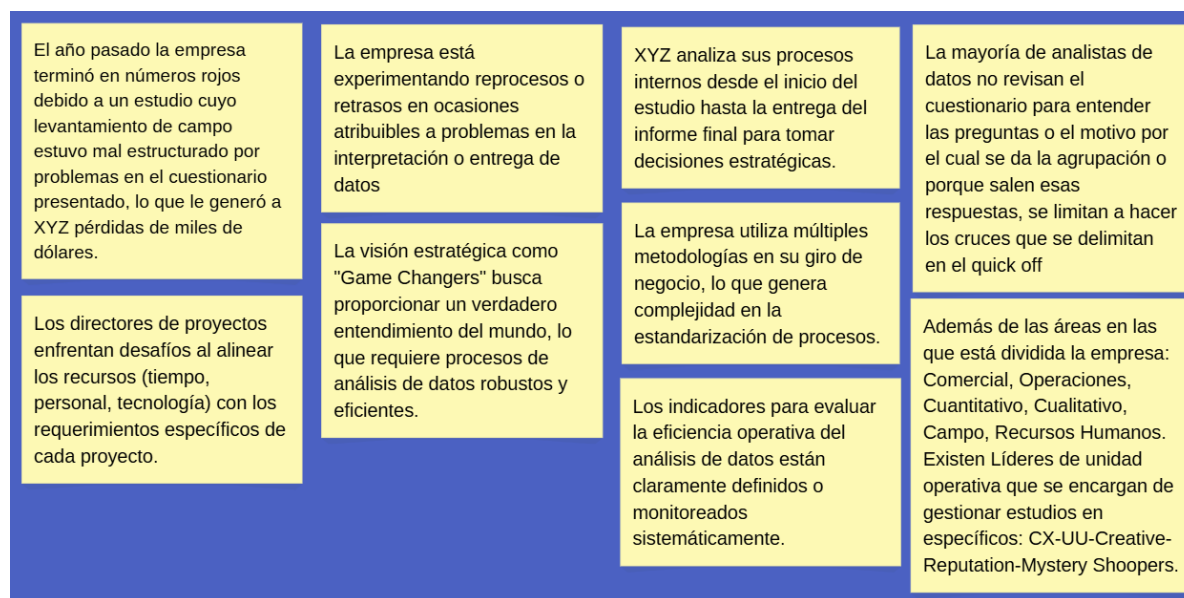 El año pasado la empresa
terminó en números rojos
debido a un estudio cuyo
levantamiento de campo
estuvo mal estructurado por
problemas en el cuestionario
presentado, lo que le generó a
XYZ pérdidas de miles de
dólares.
Los directores de proyectos
enfrentan desafíos al alinear
los recursos (tiempo,
personal, tecnología) con los
requerimientos específicos de
cada proyecto.
La empresa está
experimentando reprocesos o
retrasos en ocasiones
atribuibles a problemas en la
interpretación o entrega de
datos
La visión estratégica como
"Game Changers" busca
proporcionar un verdadero
entendimiento del mundo, lo
que requiere procesos de
análisis de datos robustos y
eficientes.
XYZ analiza sus procesos
internos desde el inicio del
estudio hasta la entrega del
informe final para tomar
decisiones estratégicas.
La empresa utiliza múltiples
metodologías en su giro de
negocio, lo que genera
complejidad en la
estandarización de procesos.
Los indicadores para evaluar
la eficiencia operativa del
análisis de datos están
claramente definidos o
monitoreados
sistemáticamente.
La mayoría de analistas de
datos no revisan el
cuestionario para entender
las preguntas o el motivo por
el cual se da la agrupación o
porque salen esas
respuestas, se limitan a hacer
los cruces que se delimitan
en el quick off
Además de las áreas en las
que está dividida la empresa:
Comercial, Operaciones,
Cuantitativo, Cualitativo,
Campo, Recursos Humanos.
Existen Líderes de unidad
operativa que se encargan de
gestionar estudios en
específicos: CX-UU-Creative-
Reputation-Mystery Shoopers.